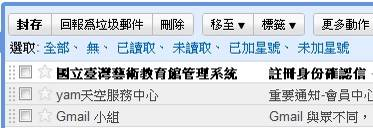 封存 回報為垃圾郵件 刪除 移至▼ 標籤▼ 更多動作
選取: 全部、 無、 已讀取、 未讀取、 已加星號、 未加星號
國立臺灣藝術教育館管理系統 註冊身份確認信
yam天空服務中心 重要通知-會員中心
Gmail 小組 Gmail 與眾不同,